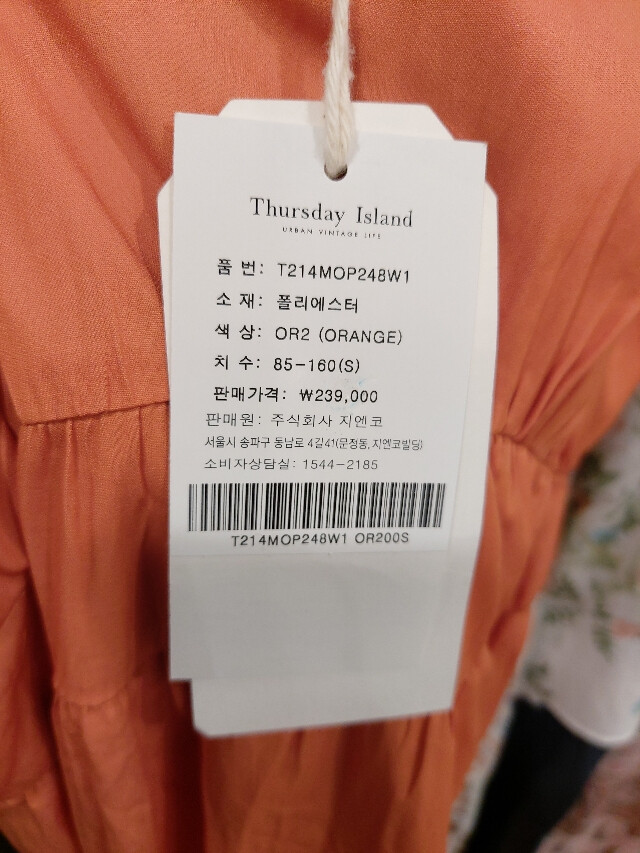 Thursday Island
URBAN VINTAGE LIFE
품 번: T214MOP248W1
소 재: 폴리에스터
색 상: OR2 (ORANGE)
치 수: 85-160(S)
판매가격: ₩239,000
판매원: 주식회사 지엔코
서울시 송파구 동남로 4길41(문정동, 지엔코빌딩)
소비자상담실: 1544-2185
T214MOP248W1 OR200S